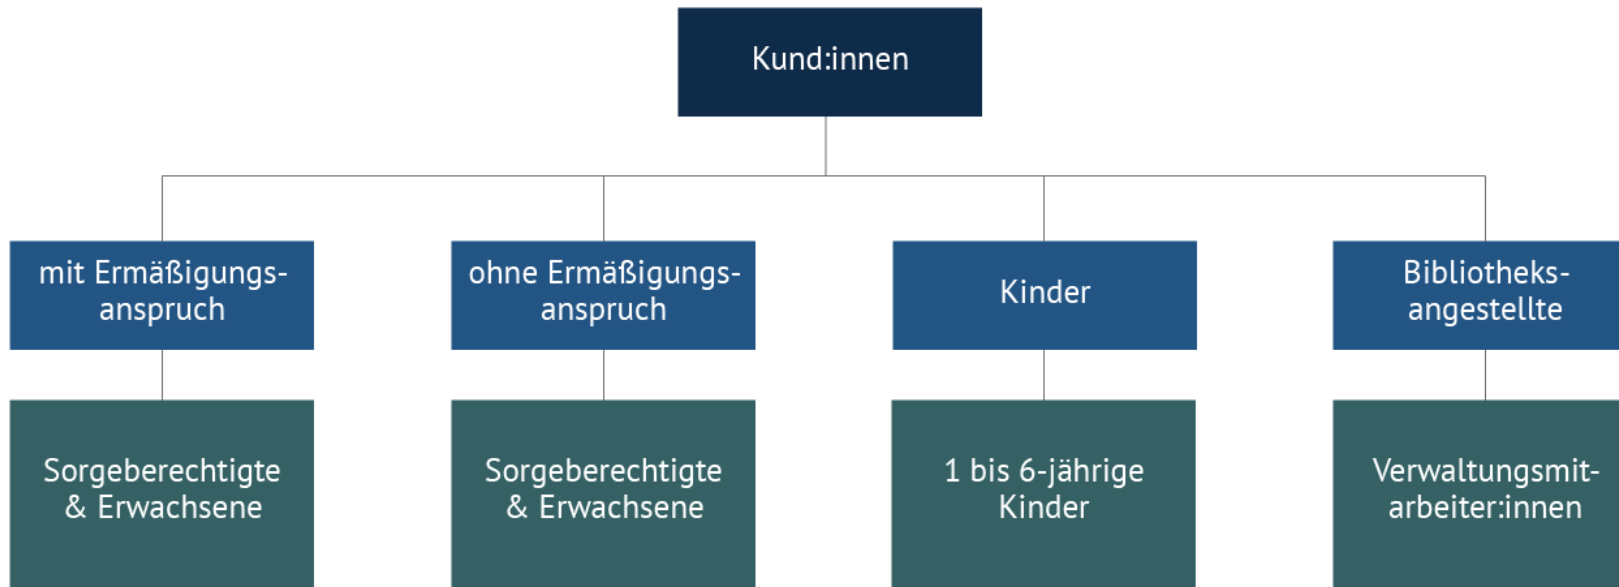 Kund:innen
mit Ermäßigungs-
anspruch
ohne Ermäßigungs-
anspruch
Kinder
Bibliotheks-
angestellte
Sorgeberechtigte
& Erwachsene
Sorgeberechtigte
& Erwachsene
1 bis 6-jährige
Kinder
Verwaltungsmit-
arbeiter:innen